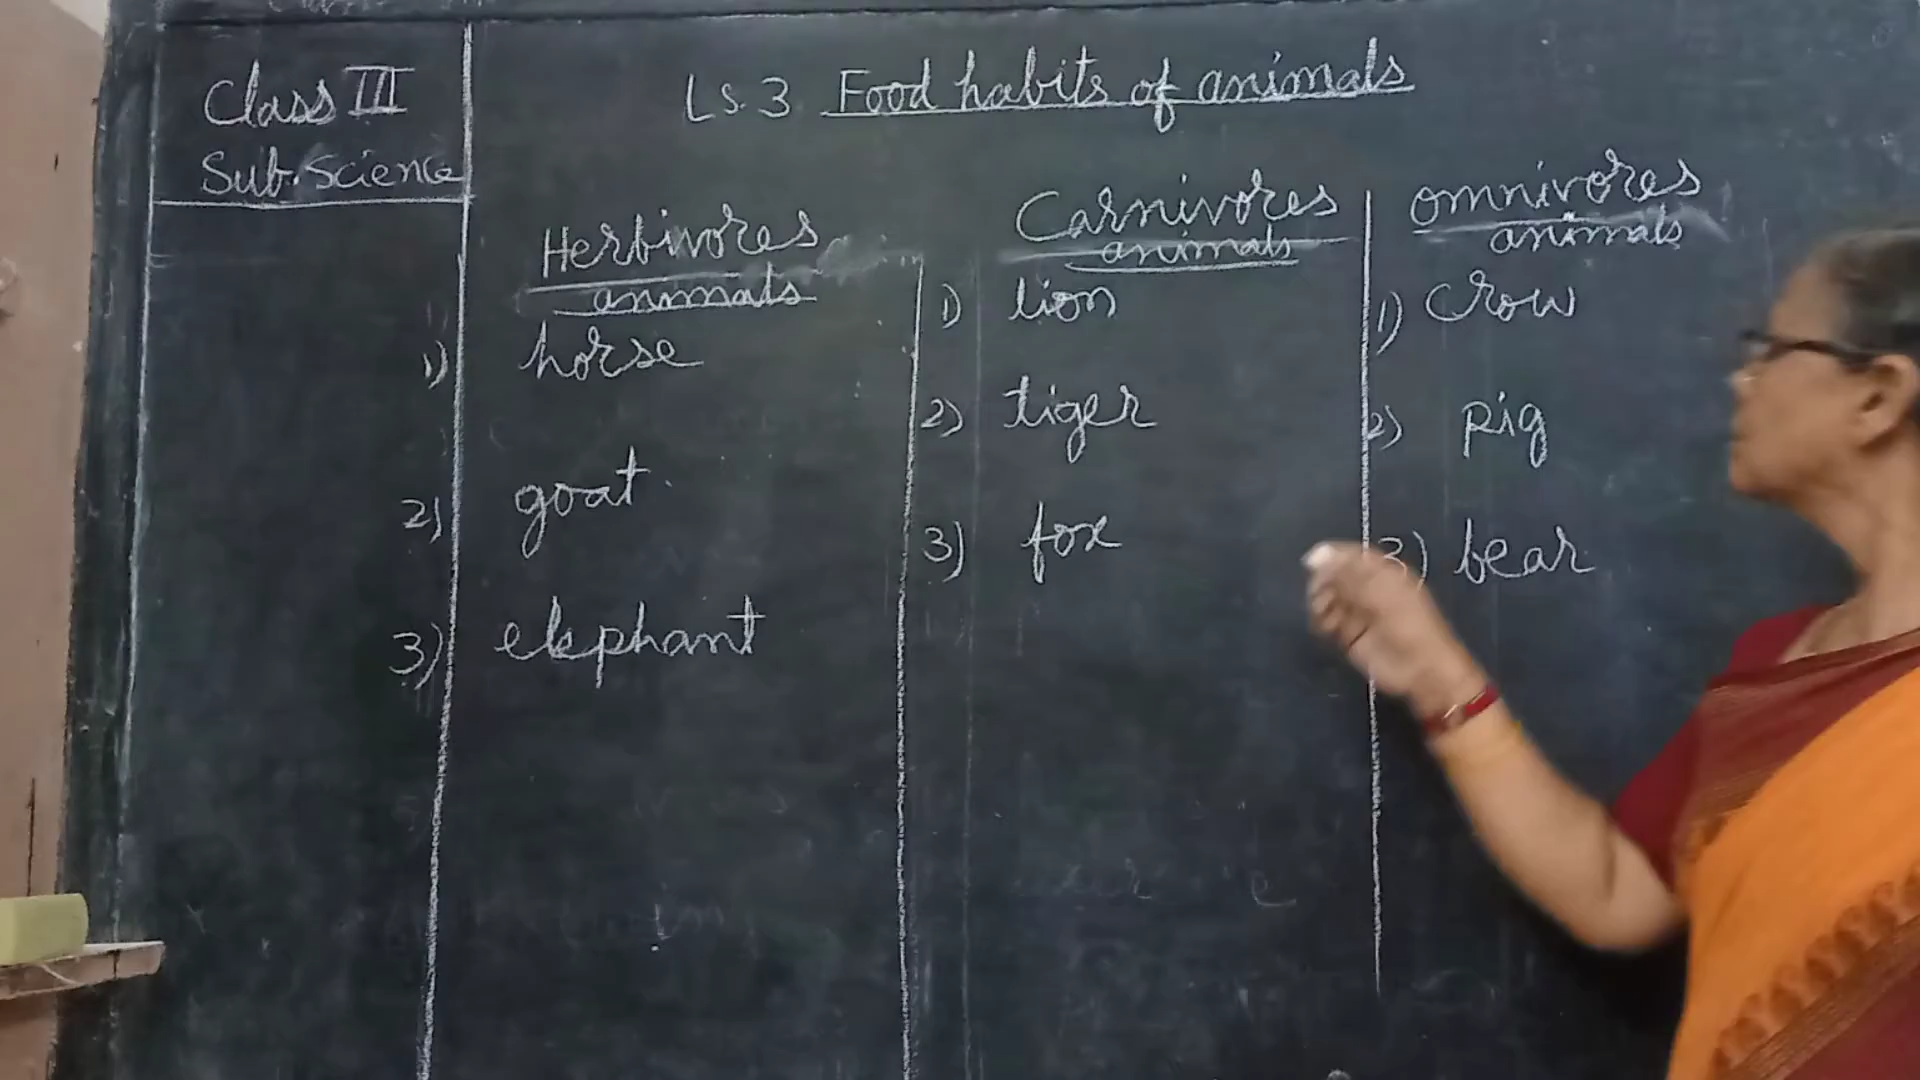 Class III
Sub. Science
Ls. 3 Food habits of animals
Herbivores
animals
1) horse
2) goat
3) elephant
Carnivores
animals
1) lion
2) tiger
3) fox
omnivores
animals
1) Crow
2) pig
3) bear